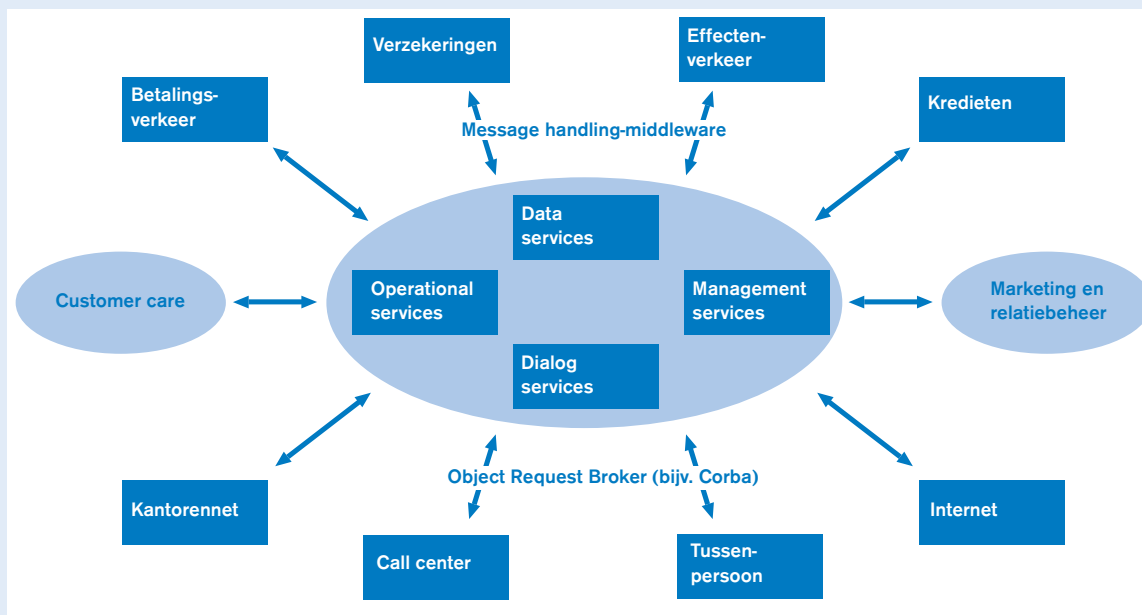 Verzekeringen
Effecten-
verkeer
Betalings-
verkeer
Kredieten
Message handling-middleware
Data
services
Customer care
Operational
services
Management
services
Marketing en
relatiebeheer
Dialog
services
Object Request Broker (bijv. Corba)
Kantorennet
Internet
Call center
Tussen-
persoon